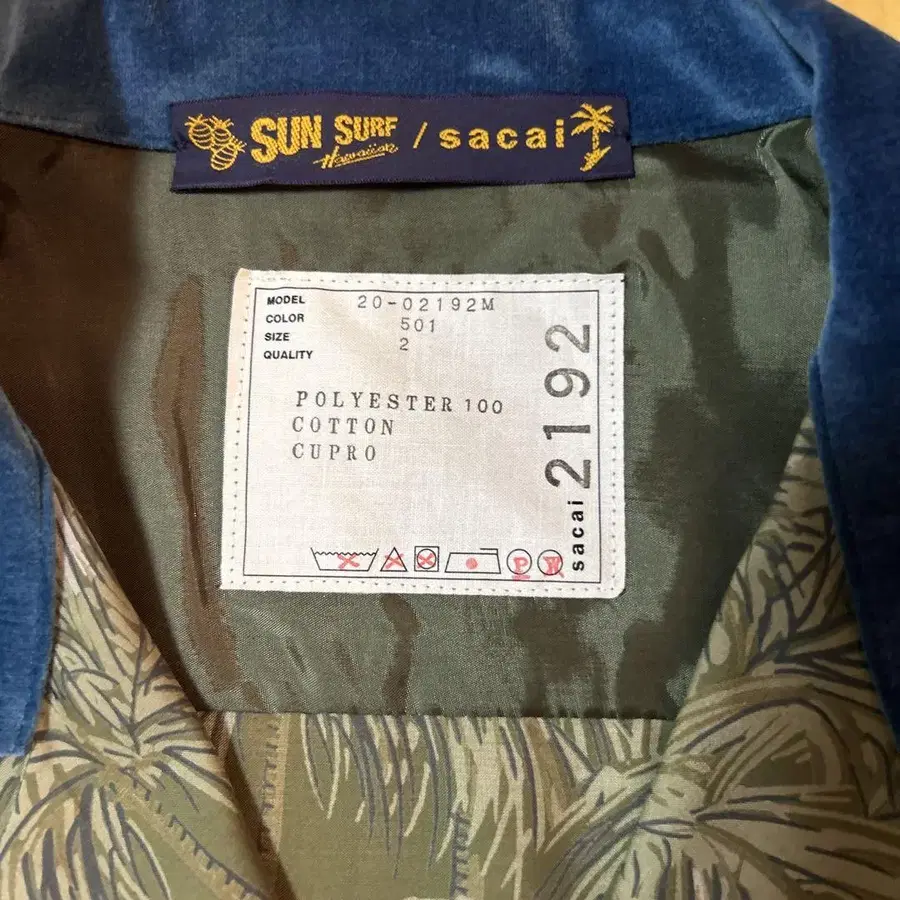 SUN SURF Hawaiian / sacai
MODEL 20-02192M
COLOR 501
SIZE 2
QUALITY
POLYESTER 100
COTTON
CUPRO
P W
sacai 2192